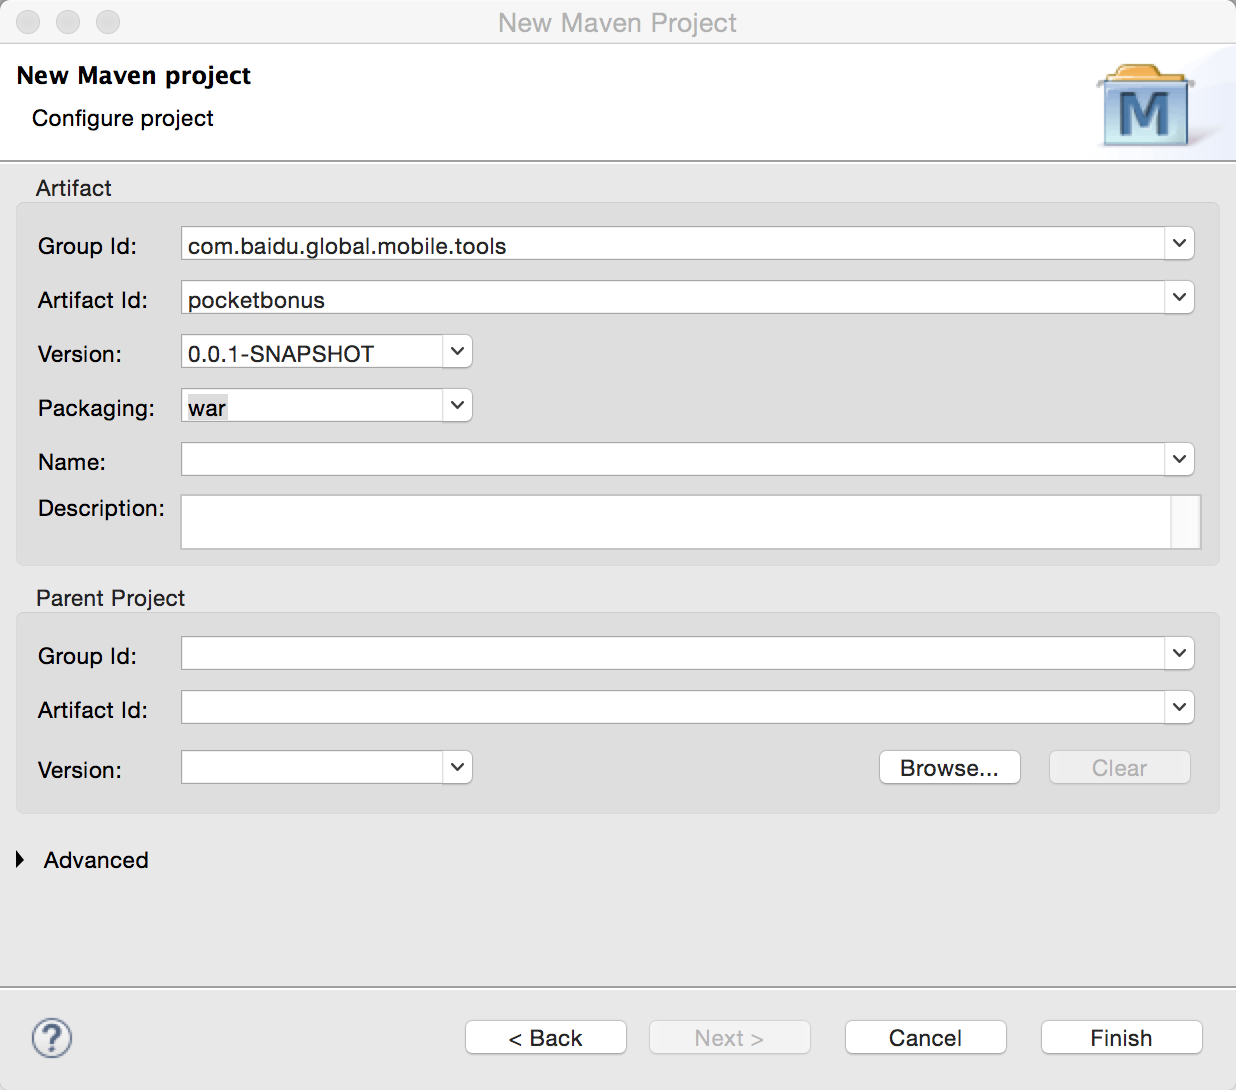 New Maven Project
New Maven project
Configure project
M
Artifact
Group Id: com.baidu.global.mobile.tools
Artifact Id: pocketbonus
Version: 0.0.1-SNAPSHOT
Packaging: war
Name:
Description:
Parent Project
Group Id:
Artifact Id:
Version: Browse... Clear
Advanced
? < Back Next > Cancel Finish